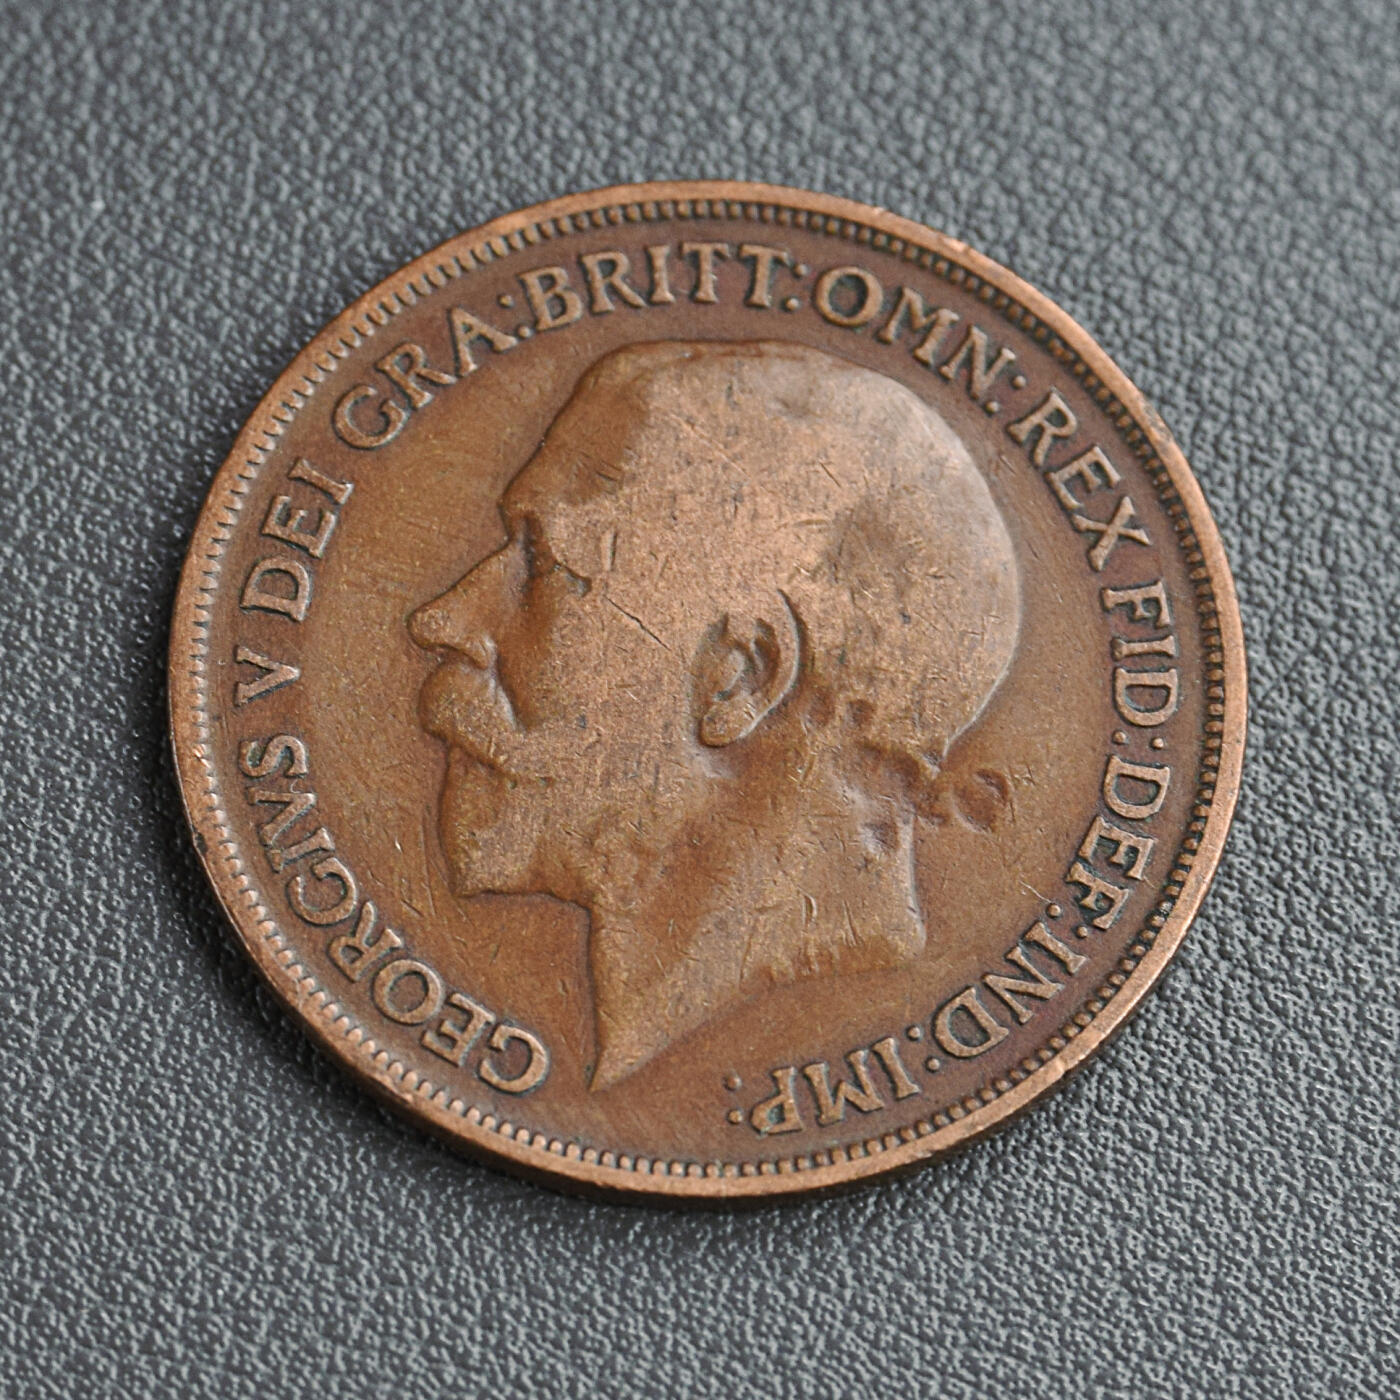 GEORGIVS V DEI GRA:BRITT:OMN:REX FID:DEF:IND:IMP: